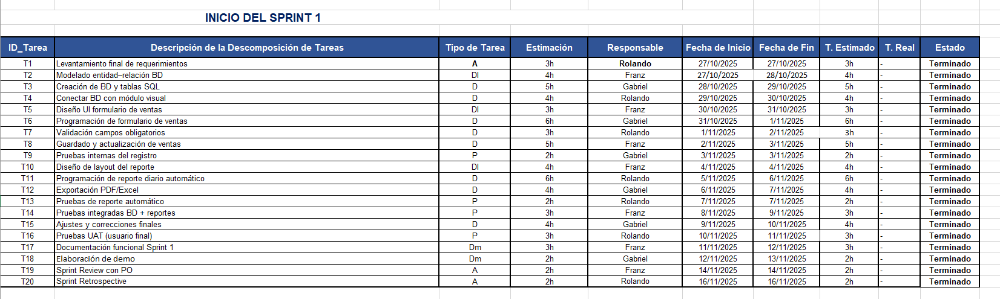 INICIO DEL SPRINT 1
ID_Tarea Descripción de la Descomposición de Tareas Tipo de Tarea Estimación Responsable Fecha de Inicio Fecha de Fin T. Estimado T. Real Estado
T1 Levantamiento final de requerimientos A 3h Rolando 27/10/2025 27/10/2025 3h - Terminado
T2 Modelado entidad–relación BD DI 4h Franz 27/10/2025 28/10/2025 4h - Terminado
T3 Creación de BD y tablas SQL D 5h Gabriel 28/10/2025 29/10/2025 5h - Terminado
T4 Conectar BD con módulo visual D 4h Rolando 29/10/2025 30/10/2025 4h - Terminado
T5 Diseño UI formulario de ventas DI 3h Franz 30/10/2025 31/10/2025 3h - Terminado
T6 Programación de formulario de ventas D 6h Gabriel 31/10/2025 1/11/2025 6h - Terminado
T7 Validación campos obligatorios D 3h Rolando 1/11/2025 2/11/2025 3h - Terminado
T8 Guardado y actualización de ventas D 5h Franz 2/11/2025 3/11/2025 5h - Terminado
T9 Pruebas internas del registro P 2h Gabriel 3/11/2025 3/11/2025 2h - Terminado
T10 Diseño de layout del reporte DI 4h Franz 4/11/2025 4/11/2025 4h - Terminado
T11 Programación de reporte diario automático D 6h Rolando 5/11/2025 6/11/2025 6h - Terminado
T12 Exportación PDF/Excel D 4h Gabriel 6/11/2025 7/11/2025 4h - Terminado
T13 Pruebas de reporte automático P 2h Rolando 7/11/2025 7/11/2025 2h - Terminado
T14 Pruebas integradas BD + reportes P 3h Franz 8/11/2025 9/11/2025 3h - Terminado
T15 Ajustes y correcciones finales D 4h Gabriel 9/11/2025 10/11/2025 4h - Terminado
T16 Pruebas UAT (usuario final) P 3h Rolando 10/11/2025 11/11/2025 3h - Terminado
T17 Documentación funcional Sprint 1 Dm 3h Franz 11/11/2025 12/11/2025 3h - Terminado
T18 Elaboración de demo Dm 2h Gabriel 12/11/2025 13/11/2025 2h - Terminado
T19 Sprint Review con PO A 2h Franz 14/11/2025 14/11/2025 2h - Terminado
T20 Sprint Retrospective A 2h Rolando 16/11/2025 16/11/2025 2h - Terminado